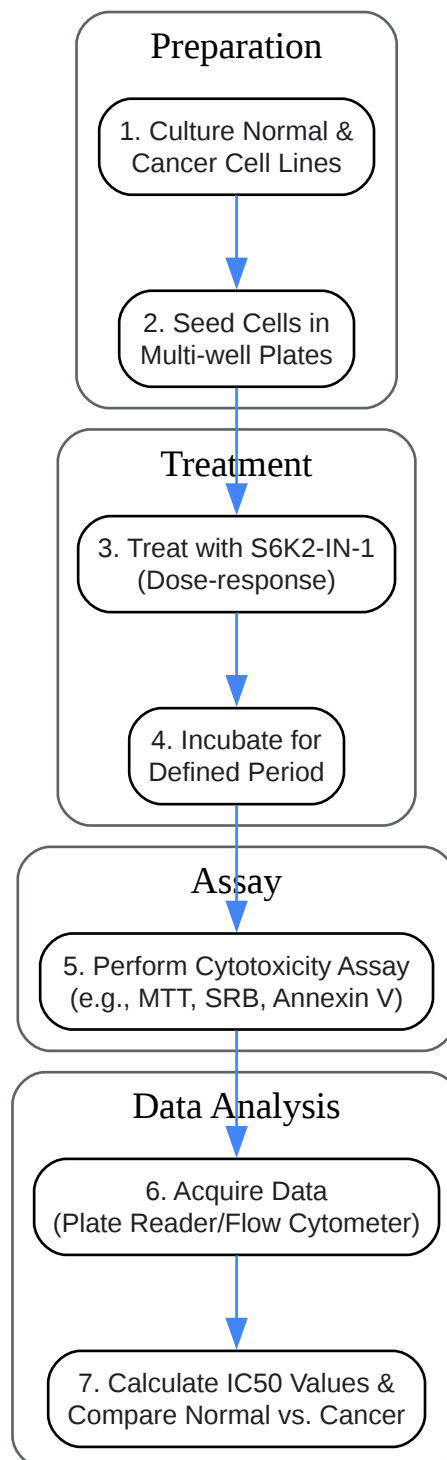 Preparation
1. Culture Normal &
Cancer Cell Lines
2. Seed Cells in
Multi-well Plates
Treatment
3. Treat with S6K2-IN-1
(Dose-response)
4. Incubate for
Defined Period
Assay
5. Perform Cytotoxicity Assay
(e.g., MTT, SRB, Annexin V)
Data Analysis
6. Acquire Data
(Plate Reader/Flow Cytometer)
7. Calculate IC50 Values &
Compare Normal vs. Cancer